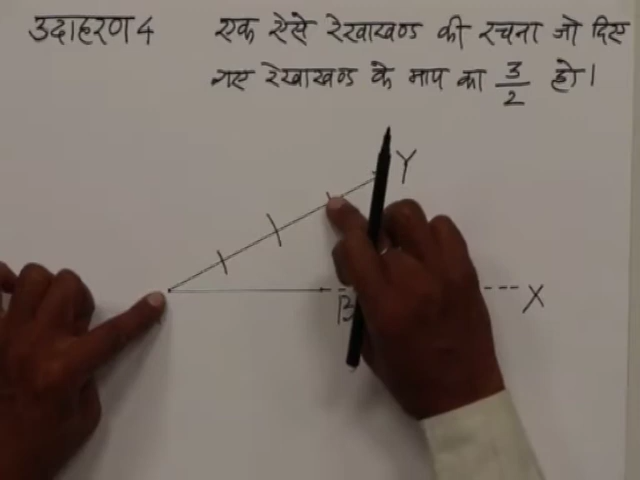 उदाहरण 4 एक ऐसे रेखाखण्ड की रचना जो दिए
गए रेखाखण्ड के माप का 3/2 हो।
Y
B X